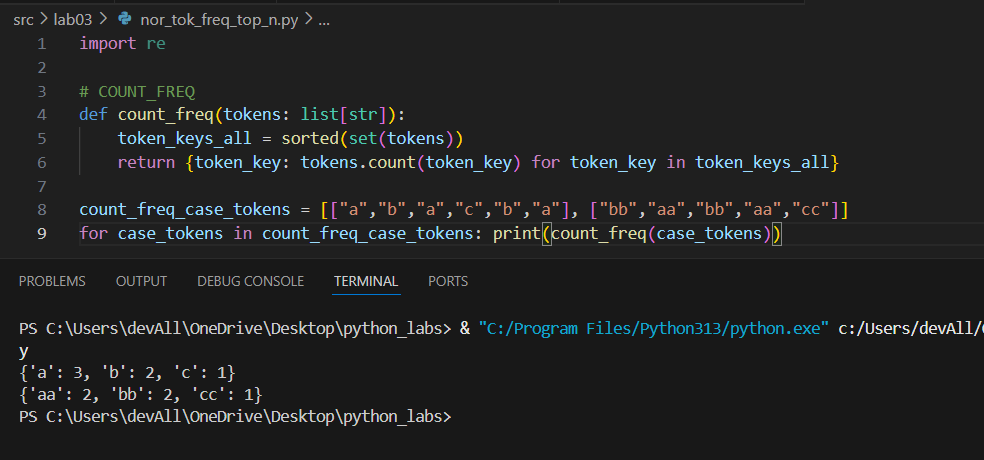 src > lab03 > nor_tok_freq_top_n.py > ...
1 import re
2
3 # COUNT_FREQ
4 def count_freq(tokens: list[str]):
5     token_keys_all = sorted(set(tokens))
6     return {token_key: tokens.count(token_key) for token_key in token_keys_all}
7
8 count_freq_case_tokens = [["a","b","a","c","b","a"], ["bb","aa","bb","aa","cc"]]
9 for case_tokens in count_freq_case_tokens: print(count_freq(case_tokens))
PROBLEMS OUTPUT DEBUG CONSOLE TERMINAL PORTS
PS C:\Users\devAll\OneDrive\Desktop\python_labs> & "C:/Program Files/Python313/python.exe" c:/Users/devAll/
y
{'a': 3, 'b': 2, 'c': 1}
{'aa': 2, 'bb': 2, 'cc': 1}
PS C:\Users\devAll\OneDrive\Desktop\python_labs>